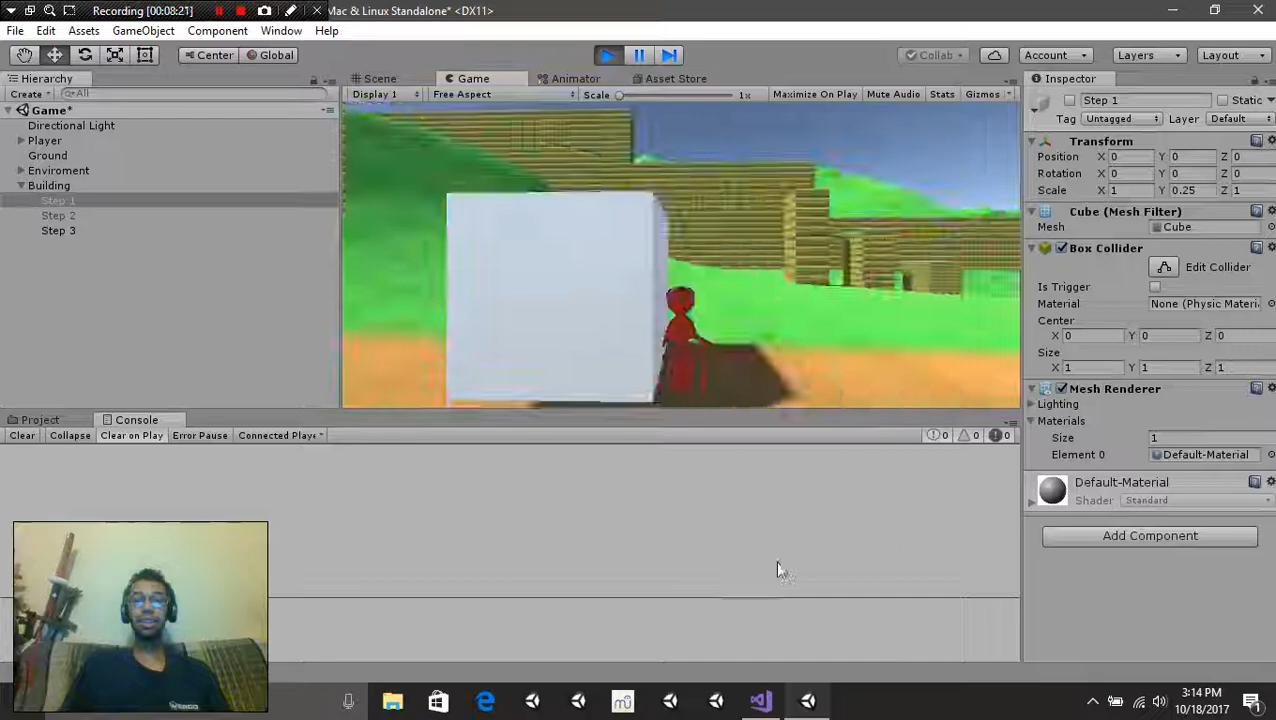 Recording [00:08:21]
Mac & Linux Standalone* <DX11>
File Edit Assets GameObject Component Window Help
Center Global
Collab
Account
Layers
Layout
Hierarchy
Scene Game Animator Asset Store
Inspector
Create All
Display 1 Free Aspect Scale 1x Maximize On Play Mute Audio Stats Gizmos
Step 1 Static
Tag Untagged Layer Default
Game*
Directional Light
Player
Ground
Enviroment
Building
Step 1
Step 2
Step 3
Transform
Position X 0 Y 0 Z 0
Rotation X 0 Y 0 Z 0
Scale X 1 Y 0.25 Z 1
Cube (Mesh Filter)
Mesh Cube
Box Collider
Edit Collider
Is Trigger
Material None (Physic Materi
Center
X 0 Y 0 Z 0
Size
X 1 Y 1 Z 1
Mesh Renderer
Lighting
Materials
Size 1
Element 0 Default-Material
Default-Material
Shader Standard
Add Component
Project Console
Clear Collapse Clear on Play Error Pause Connected Playe
0 0 0
3:14 PM
10/18/2017